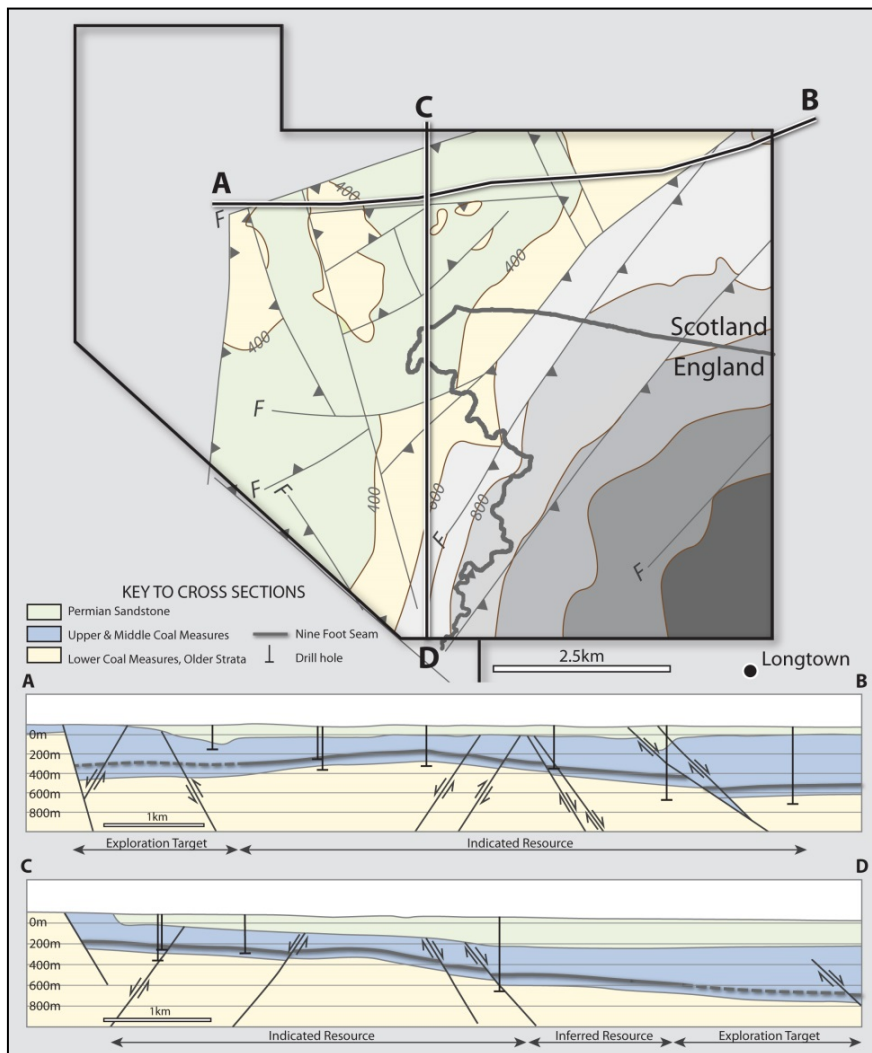 C
B
A
400
F
400
Scotland
England
400
F
400
600
800
F
F
F
F
KEY TO CROSS SECTIONS
Permian Sandstone
Upper & Middle Coal Measures
Nine Foot Seam
Lower Coal Measures, Older Strata
Drill hole
D
2.5km
Longtown
A
B
0m
200m
400m
600m
800m
1km
Exploration Target
Indicated Resource
C
D
0m
200m
400m
600m
800m
1km
Indicated Resource
Inferred Resource
Exploration Target